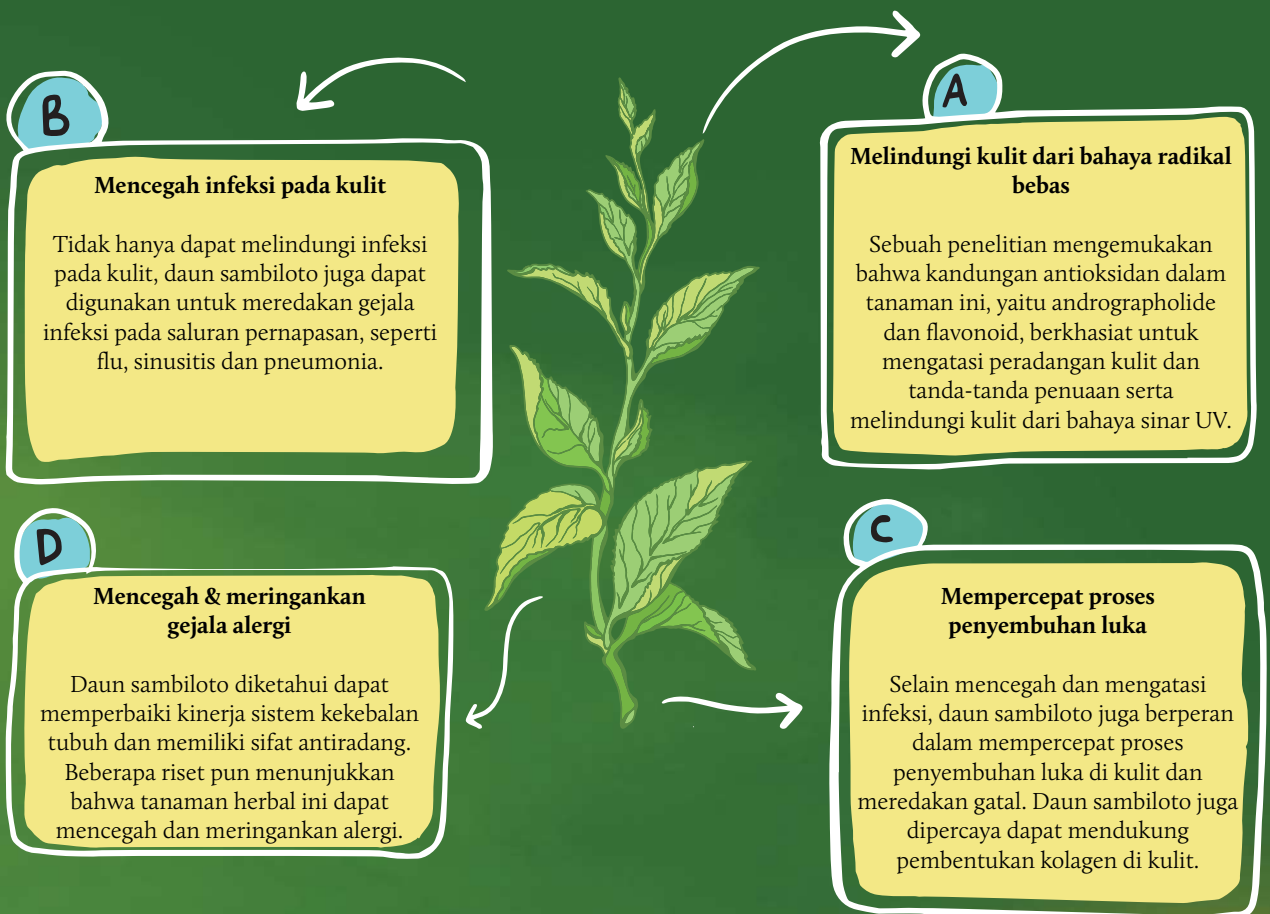 A
Melindungi kulit dari bahaya radikal
bebas
Sebuah penelitian mengemukakan
bahwa kandungan antioksidan dalam
tanaman ini, yaitu andrographolide
dan flavonoid, berkhasiat untuk
mengatasi peradangan kulit dan
tanda-tanda penuaan serta
melindungi kulit dari bahaya sinar UV.
B
Mencegah infeksi pada kulit
Tidak hanya dapat melindungi infeksi
pada kulit, daun sambiloto juga dapat
digunakan untuk meredakan gejala
infeksi pada saluran pernapasan, seperti
flu, sinusitis dan pneumonia.
C
Mempercepat proses
penyembuhan luka
Selain mencegah dan mengatasi
infeksi, daun sambiloto juga berperan
dalam mempercepat proses
penyembuhan luka di kulit dan
meredakan gatal. Daun sambiloto juga
dipercaya dapat mendukung
pembentukan kolagen di kulit.
D
Mencegah & meringankan
gejala alergi
Daun sambiloto diketahui dapat
memperbaiki kinerja sistem kekebalan
tubuh dan memiliki sifat antiradang.
Beberapa riset pun menunjukkan
bahwa tanaman herbal ini dapat
mencegah dan meringankan alergi.